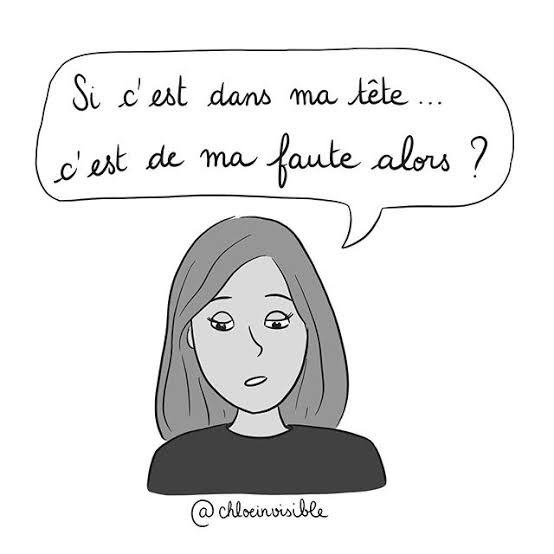 Si c'est dans ma tête...
c'est de ma faute alors ?
@chloeinvisible